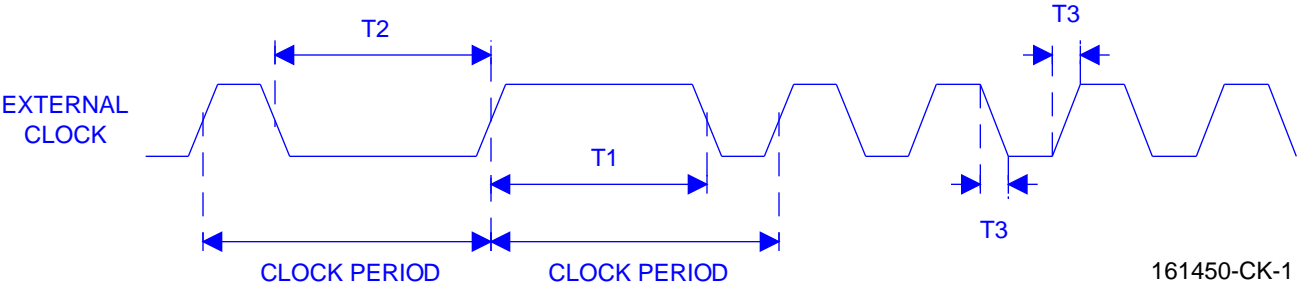 T3
T2
EXTERNAL
CLOCK
T1
T3
CLOCK PERIOD
CLOCK PERIOD
161450-CK-1